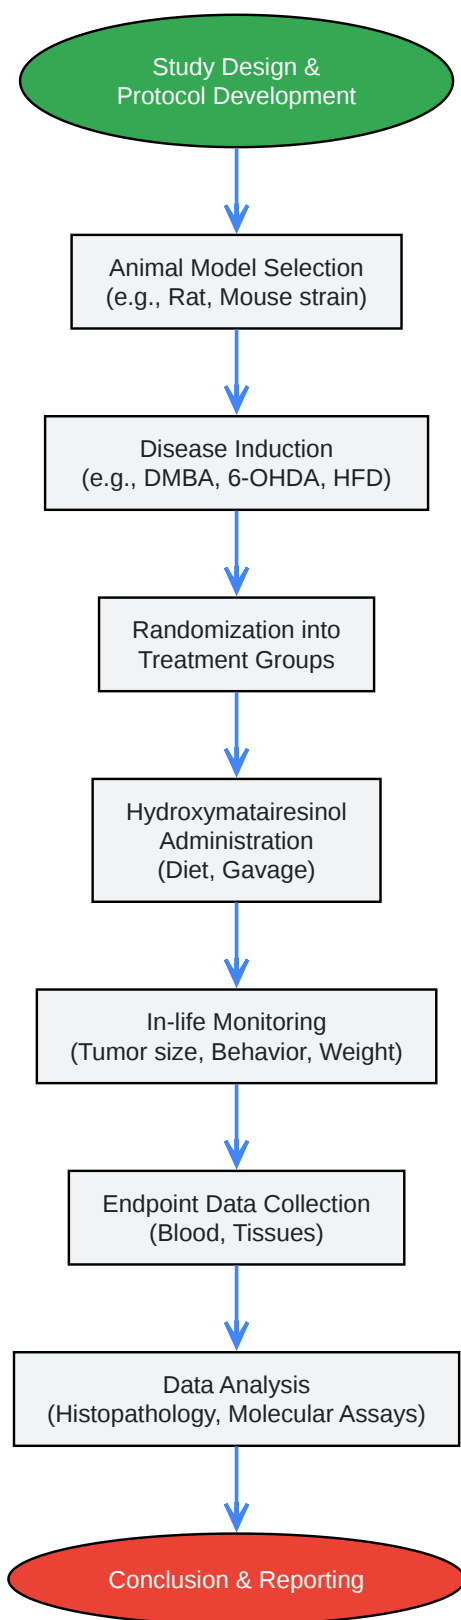 Study Design &
Protocol Development
Animal Model Selection
(e.g., Rat, Mouse strain)
Disease Induction
(e.g., DMBA, 6-OHDA, HFD)
Randomization into
Treatment Groups
Hydroxymatairesinol
Administration
(Diet, Gavage)
In-life Monitoring
(Tumor size, Behavior, Weight)
Endpoint Data Collection
(Blood, Tissues)
Data Analysis
(Histopathology, Molecular Assays)
Conclusion & Reporting